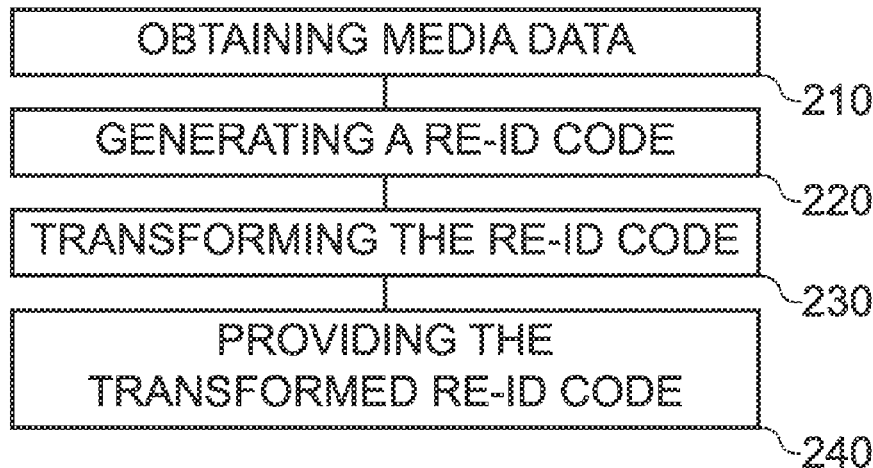 OBTAINING MEDIA DATA
210
GENERATING A RE-ID CODE
220
TRANSFORMING THE RE-ID CODE
230
PROVIDING THE
TRANSFORMED RE-ID CODE
240